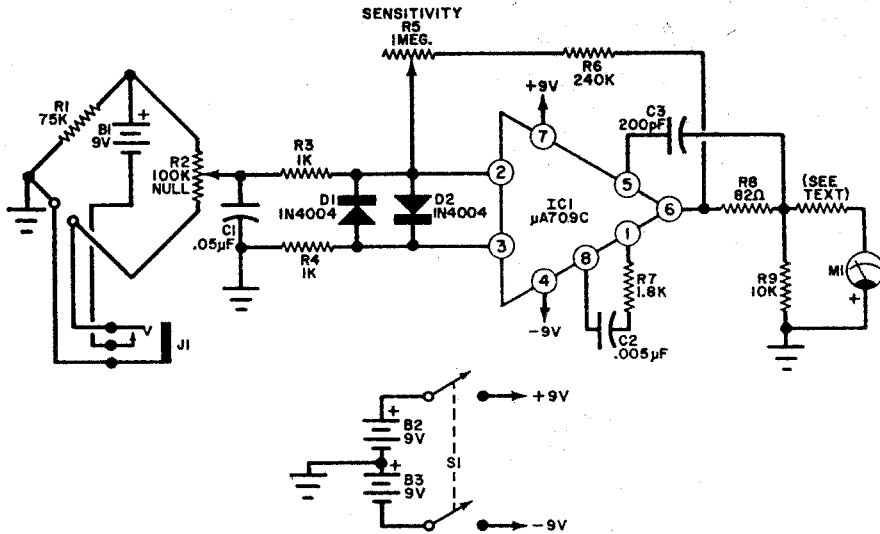 SENSITIVITY
R5
1MEG.
R6
240K
R1
75K
B1
9V
+
R2
100K
NULL
R3
1K
+9V
C3
200pF
7
2
5
D1
1N4004
D2
1N4004
IC1
µA709C
6
R8
82Ω
(SEE
TEXT)
C1
.05µF
R4
1K
3
1
8
4
-9V
R7
1.8K
R9
10K
M1
+
C2
.005µF
J1
+
B2
9V
+
B3
9V
S1
+9V
-9V